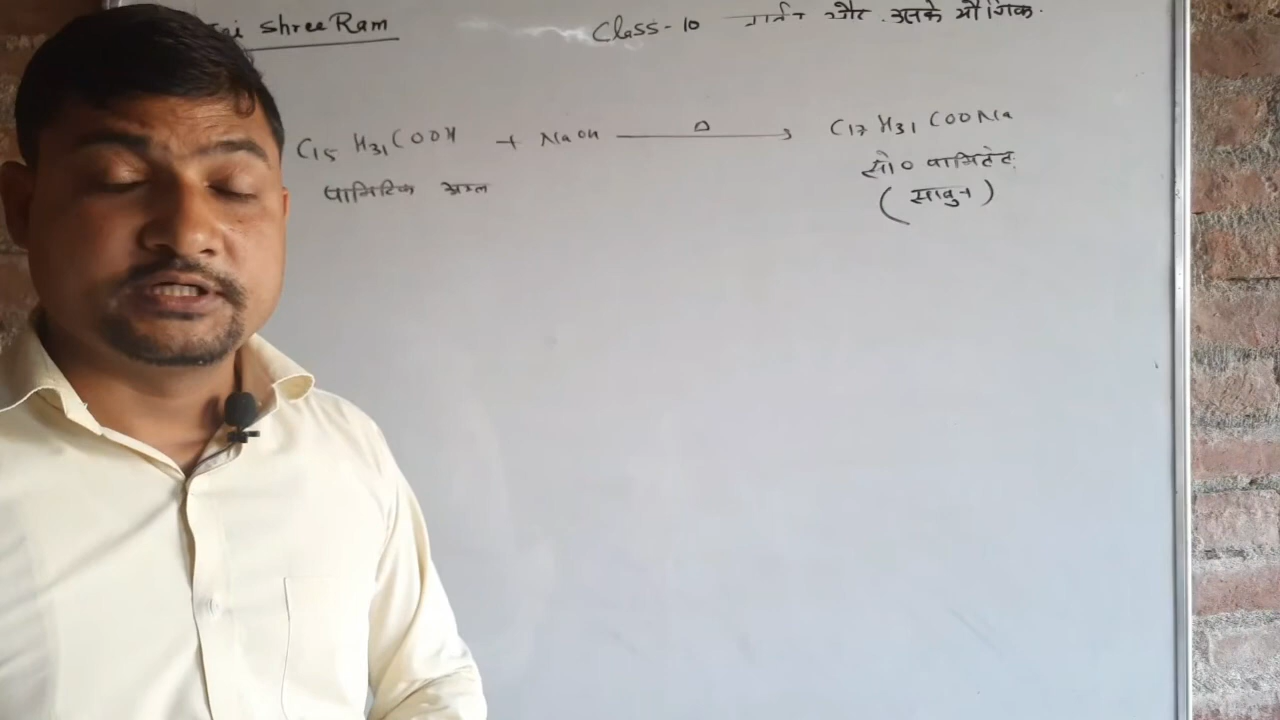 Jai Shree Ram
Class-10 कार्बन और उसके यौगिक.
C15 H31 COOH + NaOH Δ C17 H31 COONa
पामिटिक अम्ल सो० पामिटेट
(साबुन)